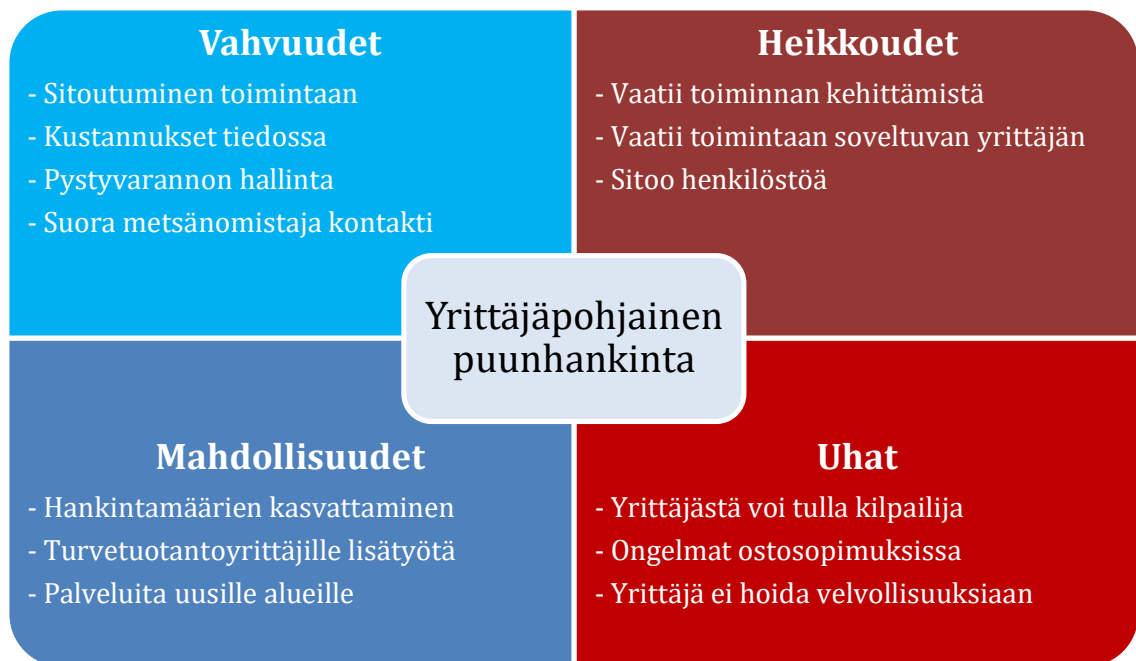 Vahvuudet
- Sitoutuminen toimintaan
- Kustannukset tiedossa
- Pystyvarannon hallinta
- Suora metsänomistaja kontakti
Heikkoudet
- Vaatii toiminnan kehittämistä
- Vaatii toimintaan soveltuvan yrittäjän
- Sitoo henkilöstöä
Yrittäjäpohjainen
puunhankinta
Mahdollisuudet
- Hankintamäärien kasvattaminen
- Turvetuotantoyrittäjille lisätyötä
- Palveluita uusille alueille
Uhat
- Yrittäjästä voi tulla kilpailija
- Ongelmat ostosopimuksissa
- Yrittäjä ei hoida velvollisuuksiaan